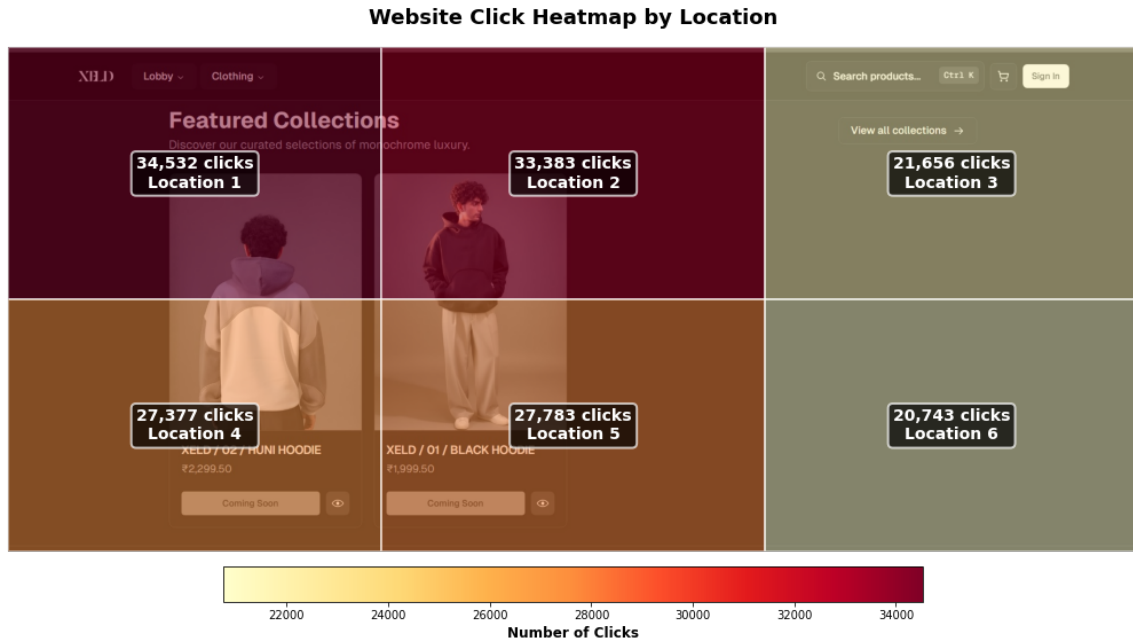 Website Click Heatmap by Location
XELD
Lobby
Clothing
Search products...
Ctrl K
Sign In
Featured Collections
Discover our curated selections of monochrome luxury.
View all collections →
34,532 clicks
Location 1
33,383 clicks
Location 2
21,656 clicks
Location 3
27,377 clicks
Location 4
27,783 clicks
Location 5
20,743 clicks
Location 6
XELD / 02 / HUNI HOODIE
₹2,299.50
Coming Soon
XELD / 01 / BLACK HOODIE
₹1,999.50
Coming Soon
22000 24000 26000 28000 30000 32000 34000
Number of Clicks